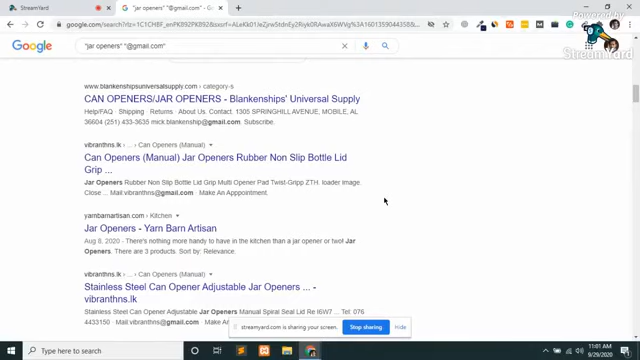 StreamYard
"jar openers" "@gmail.com" - Go
google.com/search?rlz=1C1CHBF_enPK892PK892&sxsrf=ALeKk01
Powered by
StreamYard
Google
"jar openers" "@gmail.com"
www.blankenshipsuniversalsupply.com › category-s
CAN OPENERS/JAR OPENERS - Blankenships' Universal Supply
Help/FAQ · Shipping · Returns · About Us. Contact. 1305 SPRINGHILL AVENUE, MOBILE, AL
36604 (251) 433-3635 mick.blankenship@gmail.com. Subscribe.
vibranthns.lk › ... › Can Openers (Manual)
Can Openers (Manual) Jar Openers Rubber Non Slip Bottle Lid
Grip ...
Jar Openers Rubber Non Slip Bottle Lid Grip Multi Opener Pad Twist-Gripp ZTH. loader image.
Close ... Mail:vibranthns@gmail.com · Make An Apppointment.
yarnbarnartisan.com › Kitchen
Jar Openers - Yarn Barn Artisan
Aug 8, 2020 - There's nothing more handy to have in the kitchen than a jar opener or two! Jar
Openers. There are 3 products. Sort by: Relevance.
vibranthns.lk › ... › Can Openers (Manual)
Stainless Steel Can Opener Adjustable Jar Openers ... -
vibranthns.lk
Stainless Steel Can Opener Adjustable Jar Openers Manual Spiral Seal Lid Re I6W7 ... Tel: 076
4433150 · Mail:vibranthns@gmail.com · Make An
streamyard.com is sharing your screen.
Stop sharing
hide
Type here to search
11:01 AM
9/29/2020